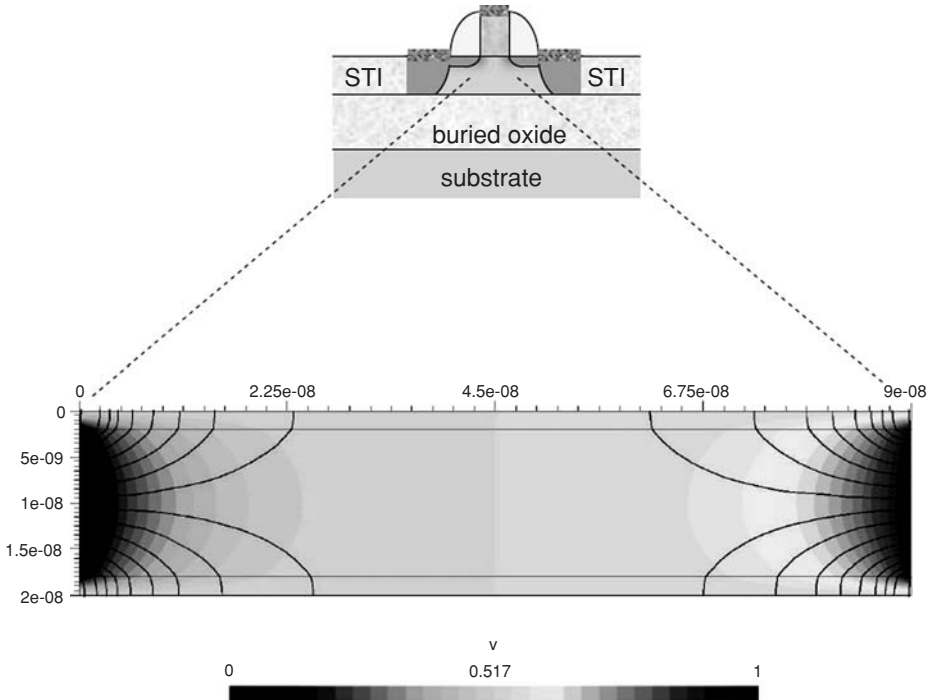 STI STI
buried oxide
substrate
0 2.25e-08 4.5e-08 6.75e-08 9e-08
0
5e-09
1e-08
1.5e-08
2e-08
v
0 0.517 1